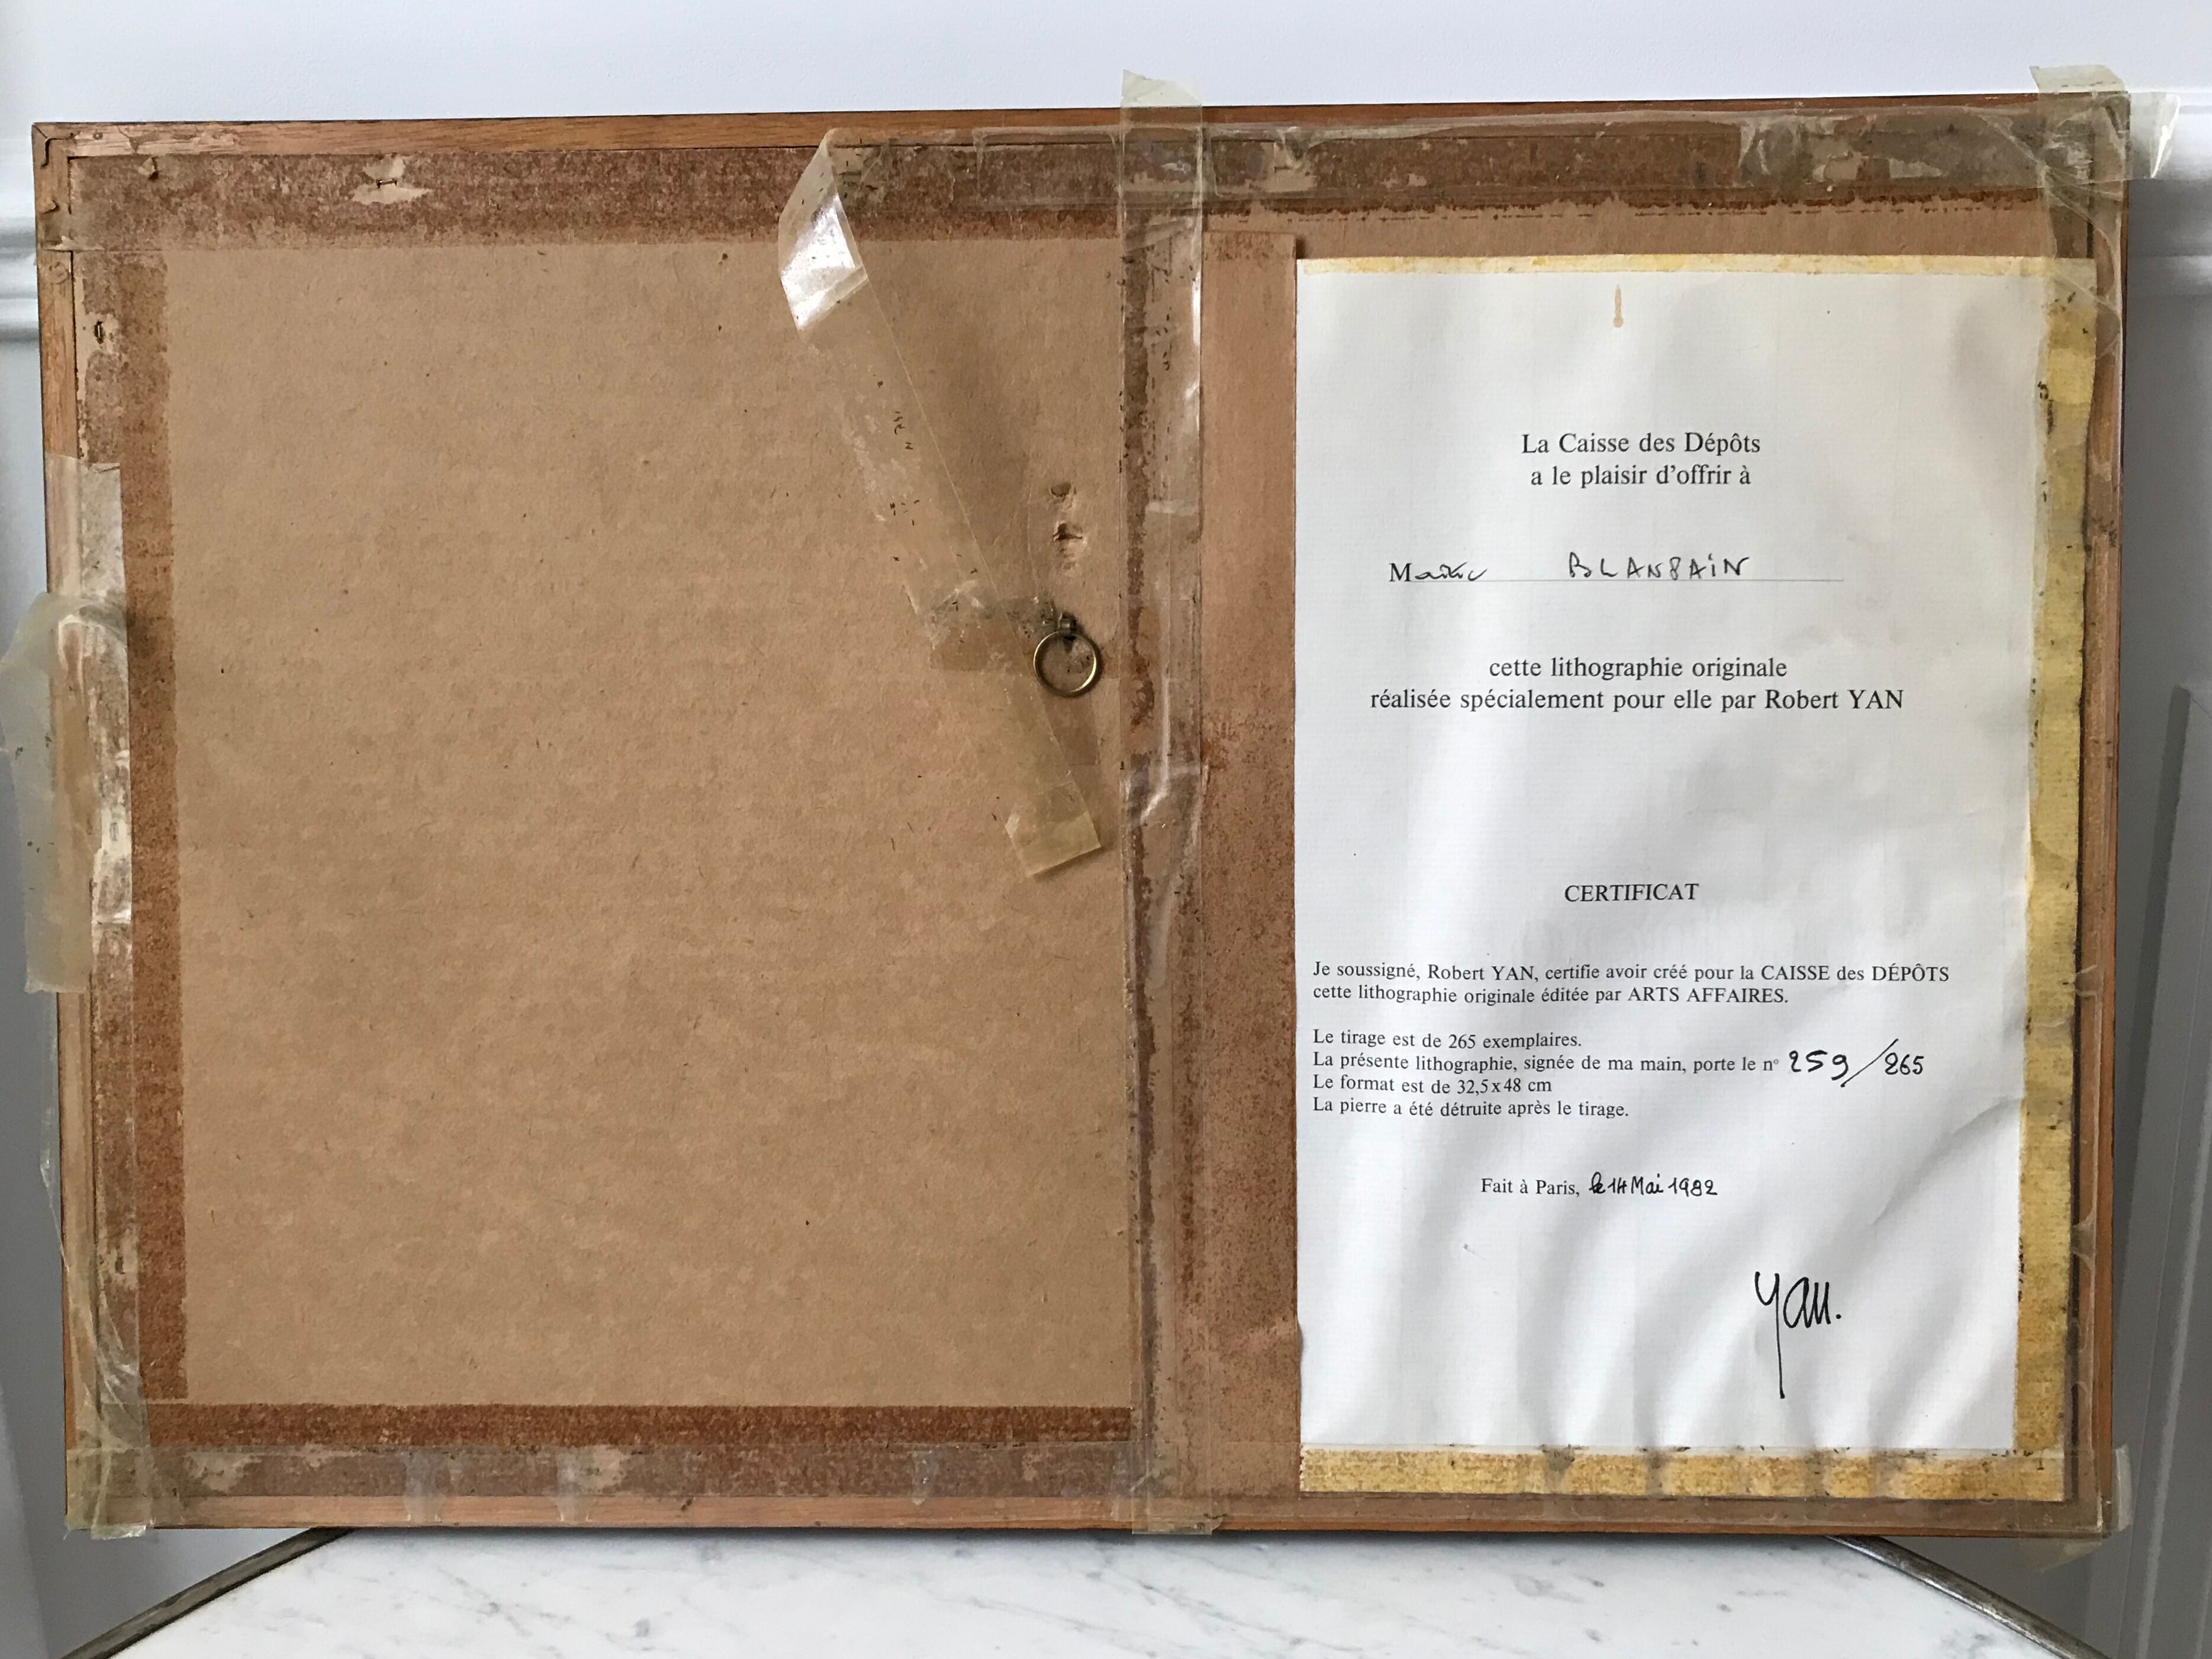 La Caisse des Dépôts
a le plaisir d'offrir à
Maître BLANBAIN
cette lithographie originale
réalisée spécialement pour elle par Robert YAN
CERTIFICAT
Je soussigné, Robert YAN, certifie avoir créé pour la CAISSE des DÉPÔTS
cette lithographie originale éditée par ARTS AFFAIRES.
Le tirage est de 265 exemplaires.
La présente lithographie, signée de ma main, porte le n° 259/265
Le format est de 32,5 x 48 cm
La pierre a été détruite après le tirage.
Fait à Paris, le 14 Mai 1982
Yan.